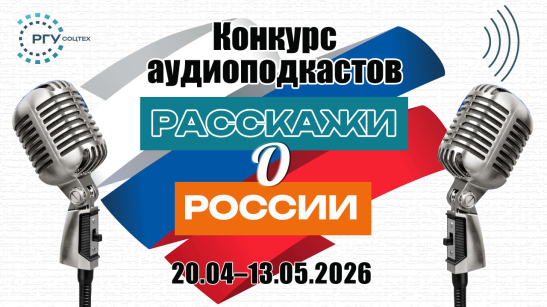 РГУ СОЦТЕХ
Конкурс
аудиоподкастов
РАССКАЖИ
О
РОССИИ
20.04–13.05.2026